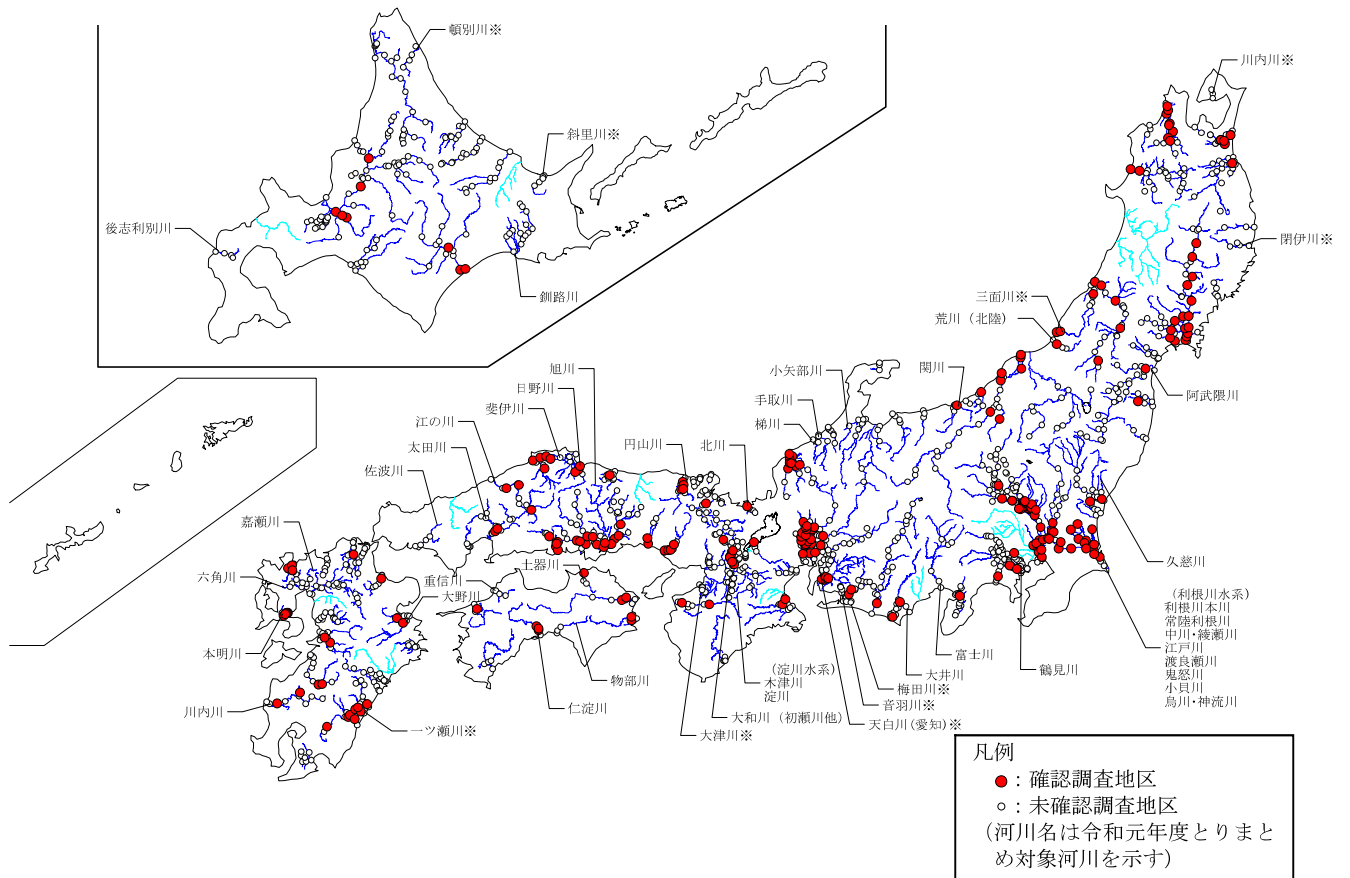 頓別川※
斜里川※
後志利別川
釧路川
川内川※
閉伊川※
三面川※
荒川（北陸）
阿武隈川
関川
小矢部川
手取川
梯川
旭川
日野川
斐伊川
江の川
太田川
佐波川
円山川
北川
嘉瀬川
六角川
本明川
川内川
重信川
大野川
土器川
一ツ瀬川※
物部川
仁淀川
（淀川水系）
木津川
淀川
大和川（初瀬川他）
大津川※
天白川（愛知）※
音羽川※
梅田川※
大井川
富士川
鶴見川
久慈川
（利根川水系）
利根川本川
常陸利根川
中川・綾瀬川
江戸川
渡良瀬川
鬼怒川
小貝川
烏川・神流川
凡例
：確認調査地区
：未確認調査地区
（河川名は令和元年度とりまと
め対象河川を示す）